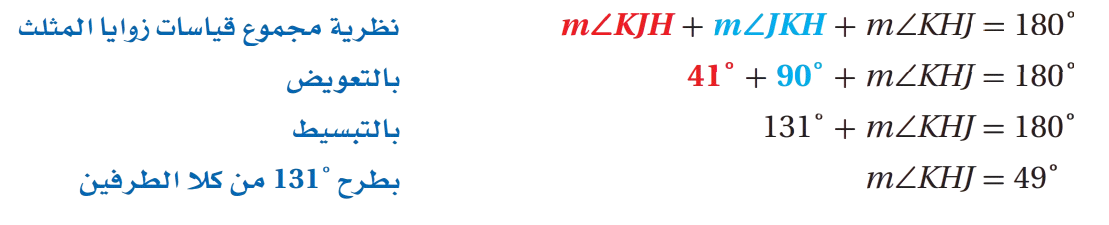 m∠KJH + m∠JKH + m∠KHJ = 180° نظرية مجموع قياسات زوايا المثلث
41° + 90° + m∠KHJ = 180° بالتعويض
131° + m∠KHJ = 180° بالتبسيط
m∠KHJ = 49° بطرح 131° من كلا الطرفين